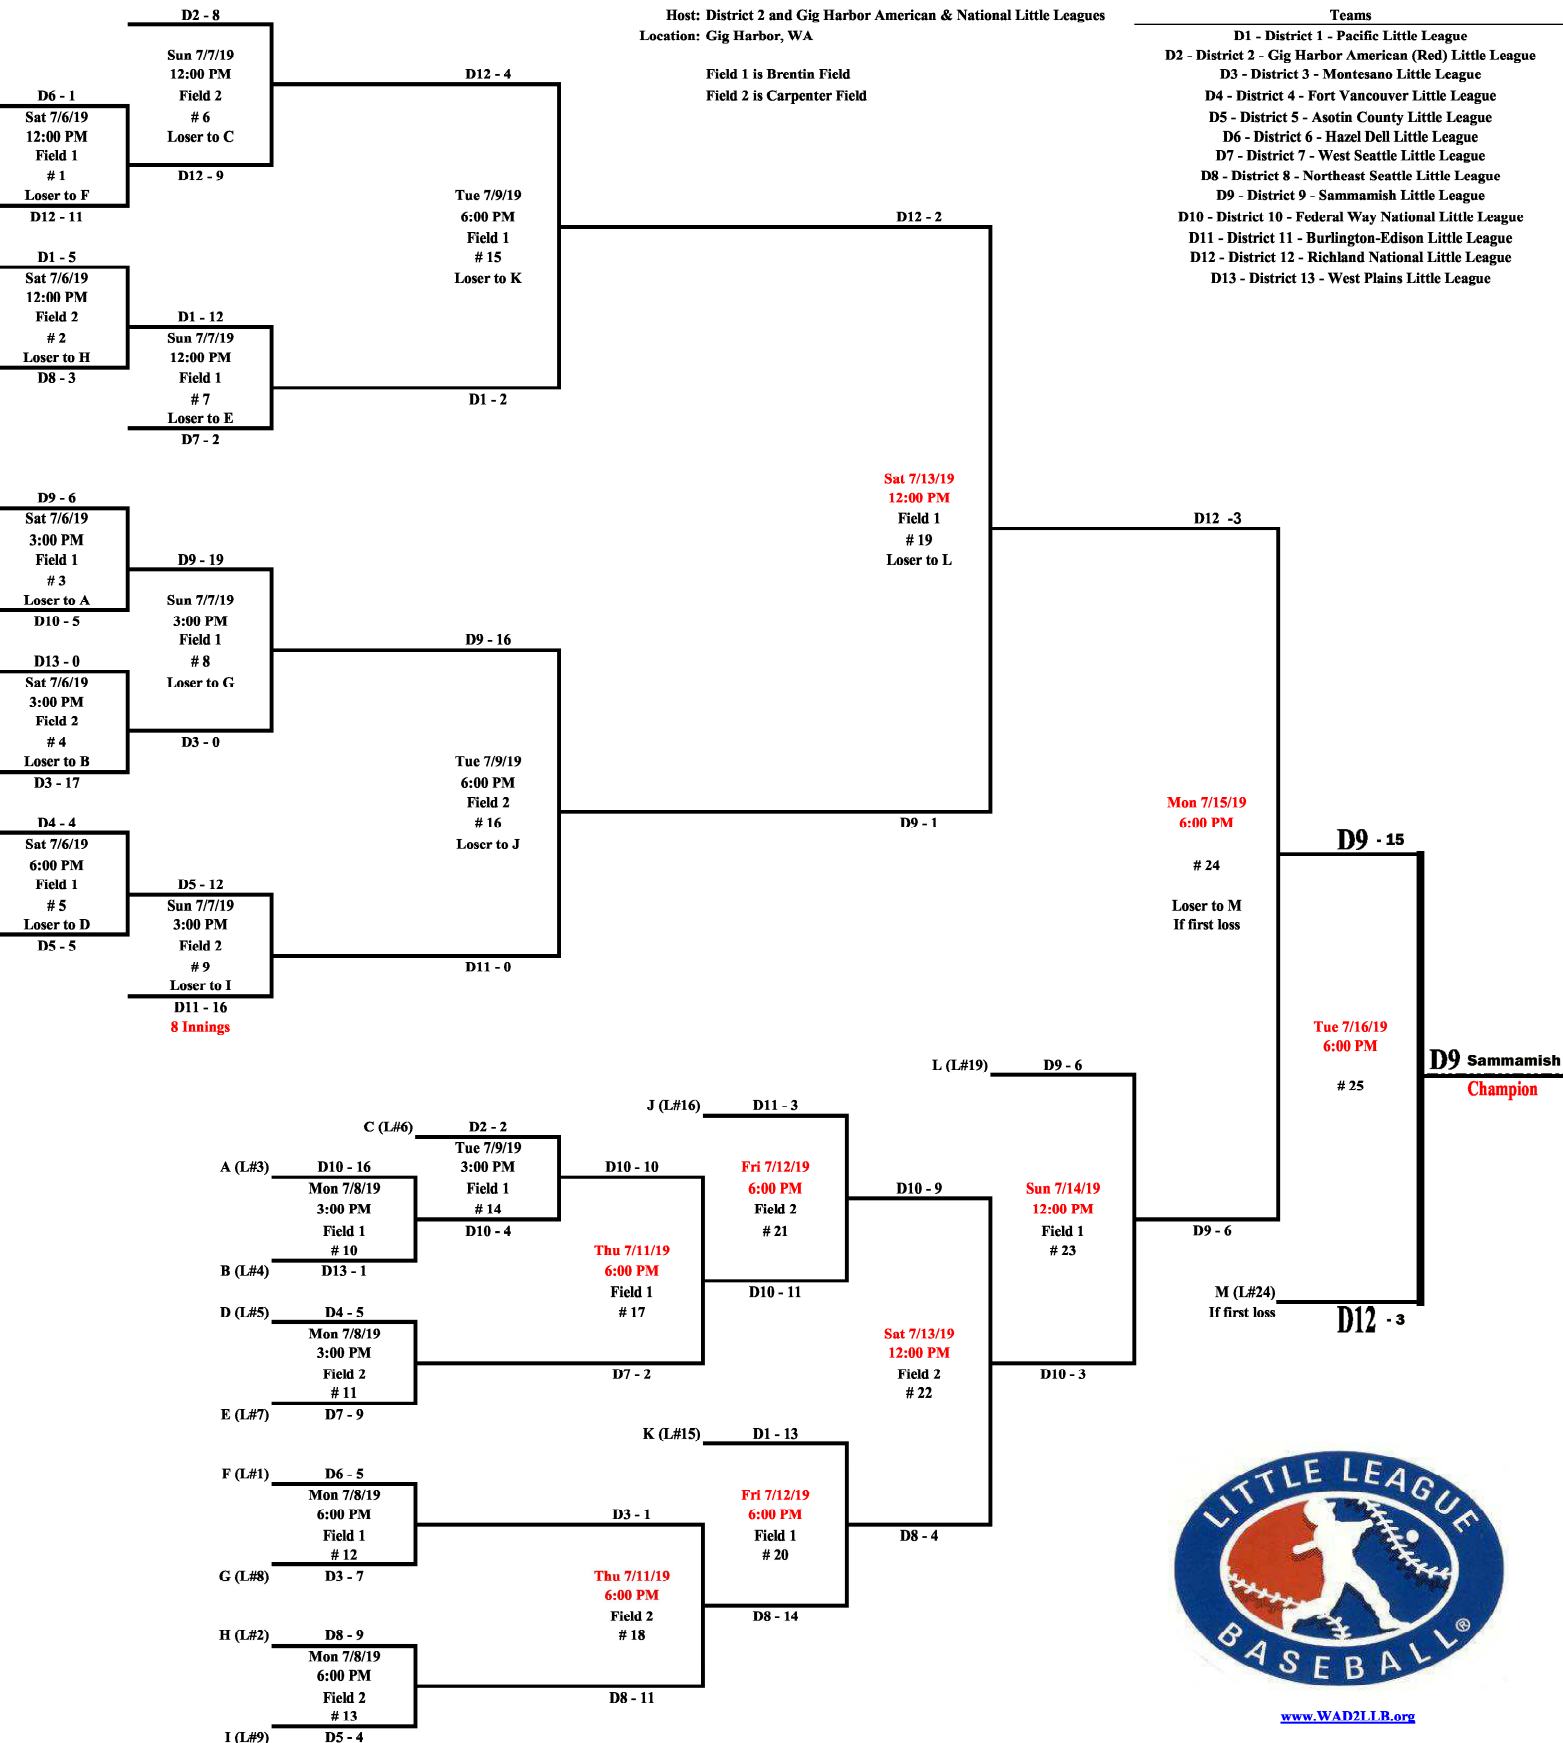 D2 - 8
Host: District 2 and Gig Harbor American & National Little Leagues
Location: Gig Harbor, WA
Field 1 is Brentin Field
Field 2 is Carpenter Field
Teams
D1 - District 1 - Pacific Little League
D2 - District 2 - Gig Harbor American (Red) Little League
D3 - District 3 - Montesano Little League
D4 - District 4 - Fort Vancouver Little League
D5 - District 5 - Asotin County Little League
D6 - District 6 - Hazel Dell Little League
D7 - District 7 - West Seattle Little League
D8 - District 8 - Northeast Seattle Little League
D9 - District 9 - Sammamish Little League
D10 - District 10 - Federal Way National Little League
D11 - District 11 - Burlington-Edison Little League
D12 - District 12 - Richland National Little League
D13 - District 13 - West Plains Little League
Sun 7/7/19
12:00 PM
Field 2
# 6
Loser to C
D12 - 9
D6 - 1
Sat 7/6/19
12:00 PM
Field 1
# 1
Loser to F
D12 - 11
D1 - 5
Sat 7/6/19
12:00 PM
Field 2
# 2
Loser to H
D8 - 3
D1 - 12
Sun 7/7/19
12:00 PM
Field 1
# 7
Loser to E
D7 - 2
D12 - 4
Tue 7/9/19
6:00 PM
Field 1
# 15
Loser to K
D1 - 2
D9 - 6
Sat 7/6/19
3:00 PM
Field 1
# 3
Loser to A
D10 - 5
D9 - 19
Sun 7/7/19
3:00 PM
Field 1
# 8
Loser to G
D3 - 0
D13 - 0
Sat 7/6/19
3:00 PM
Field 2
# 4
Loser to B
D3 - 17
D4 - 4
Sat 7/6/19
6:00 PM
Field 1
# 5
Loser to D
D5 - 5
D5 - 12
Sun 7/7/19
3:00 PM
Field 2
# 9
Loser to I
D11 - 16
8 Innings
D9 - 16
Tue 7/9/19
6:00 PM
Field 2
# 16
Loser to J
D11 - 0
D12 - 2
Sat 7/13/19
12:00 PM
Field 1
# 19
Loser to L
D9 - 1
D12 -3
Mon 7/15/19
6:00 PM
# 24
Loser to M
If first loss
D9 - 6
D9 - 15
Tue 7/16/19
6:00 PM
# 25
M (L#24)
If first loss
D12 - 3
D9 Sammamish
Champion
L (L#19)
D9 - 6
Sun 7/14/19
12:00 PM
Field 1
# 23
D10 - 3
J (L#16)
D11 - 3
Fri 7/12/19
6:00 PM
Field 2
# 21
D10 - 11
C (L#6)
D2 - 2
Tue 7/9/19
3:00 PM
Field 1
# 14
D10 - 4
A (L#3)
D10 - 16
Mon 7/8/19
3:00 PM
Field 1
# 10
B (L#4)
D13 - 1
D10 - 10
Thu 7/11/19
6:00 PM
Field 1
# 17
D7 - 2
D (L#5)
D4 - 5
Mon 7/8/19
3:00 PM
Field 2
# 11
E (L#7)
D7 - 9
D10 - 9
Sat 7/13/19
12:00 PM
Field 2
# 22
D8 - 4
K (L#15)
D1 - 13
Fri 7/12/19
6:00 PM
Field 1
# 20
D8 - 14
F (L#1)
D6 - 5
Mon 7/8/19
6:00 PM
Field 1
# 12
G (L#8)
D3 - 7
D3 - 1
Thu 7/11/19
6:00 PM
Field 2
# 18
D8 - 11
H (L#2)
D8 - 9
Mon 7/8/19
6:00 PM
Field 2
# 13
I (L#9)
D5 - 4
LITTLE LEAGUE
BASEBALL®
www.WAD2LLB.org